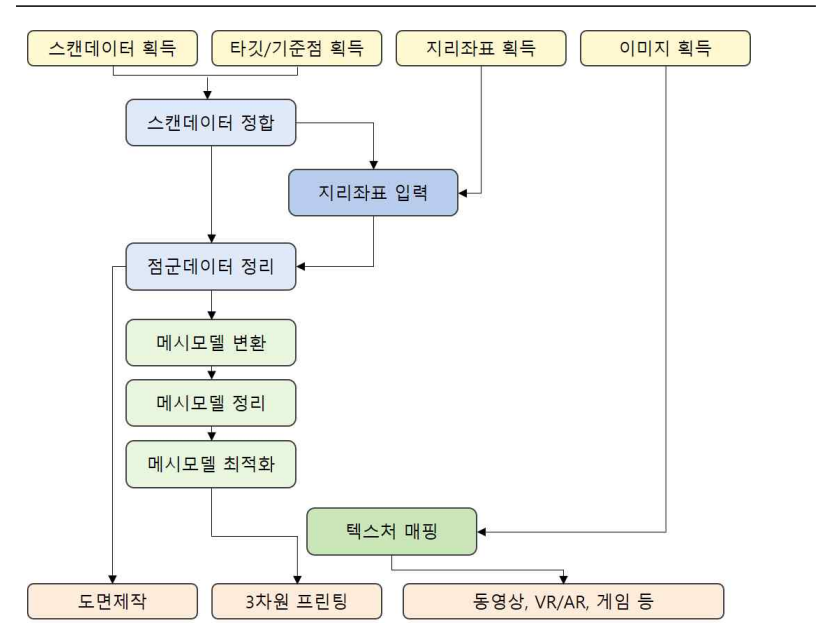 스캔데이터 획득
타깃/기준점 획득
지리좌표 획득
이미지 획득
스캔데이터 정합
지리좌표 입력
점군데이터 정리
메시모델 변환
메시모델 정리
메시모델 최적화
텍스처 매핑
도면제작
3차원 프린팅
동영상, VR/AR, 게임 등